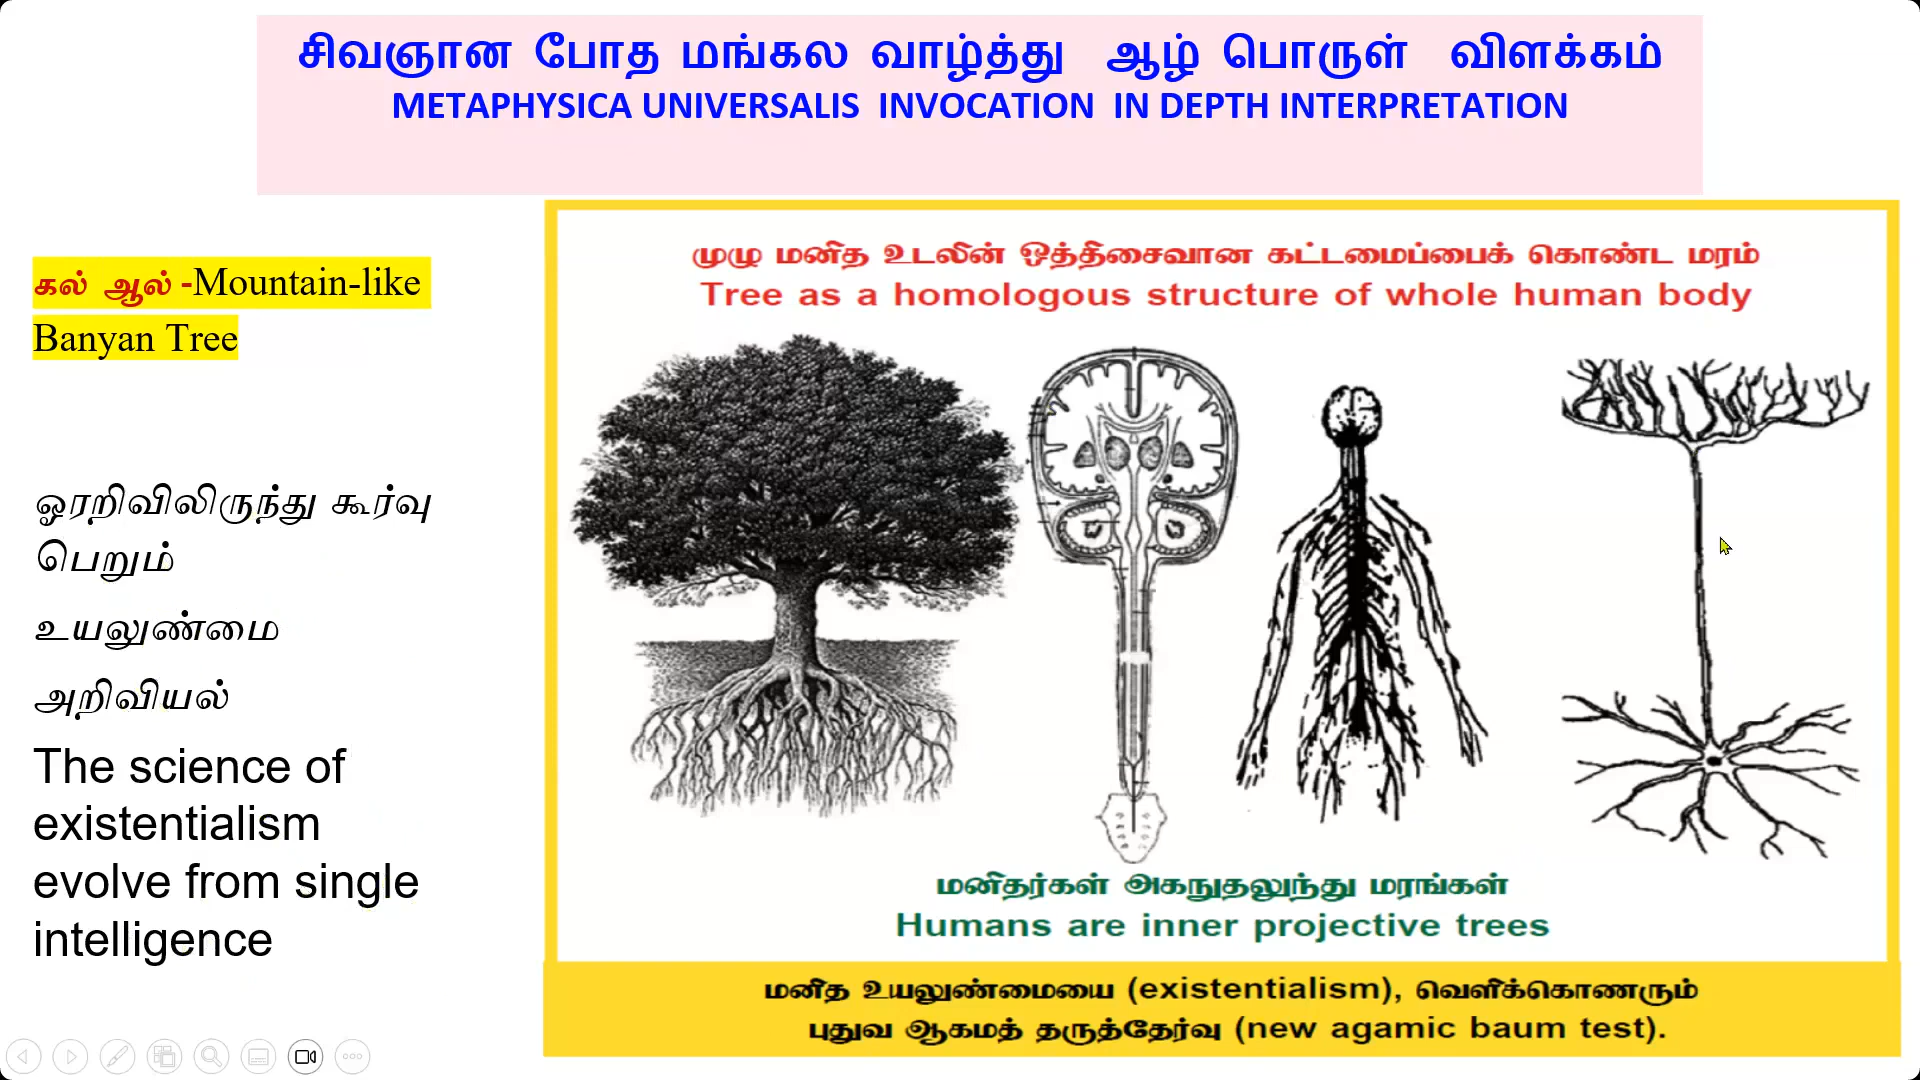 சிவஞான போத மங்கல வாழ்த்து ஆழ் பொருள் விளக்கம்
METAPHYSICA UNIVERSALIS INVOCATION IN DEPTH INTERPRETATION
கல் ஆல் -Mountain-like
Banyan Tree
ஓரறிவிலிருந்து கூர்வு
பெறும்
உயலுண்மை
அறிவியல்
The science of
existentialism
evolve from single
intelligence
முழு மனித உடலின் ஒத்திசைவான கட்டமைப்பைக் கொண்ட மரம்
Tree as a homologous structure of whole human body
மனிதர்கள் அகநுதலுந்து மரங்கள்
Humans are inner projective trees
மனித உயலுண்மையை (existentialism), வெளிக்கொணரும்
புதுவ ஆகமத் தருத்தேர்வு (new agamic baum test).